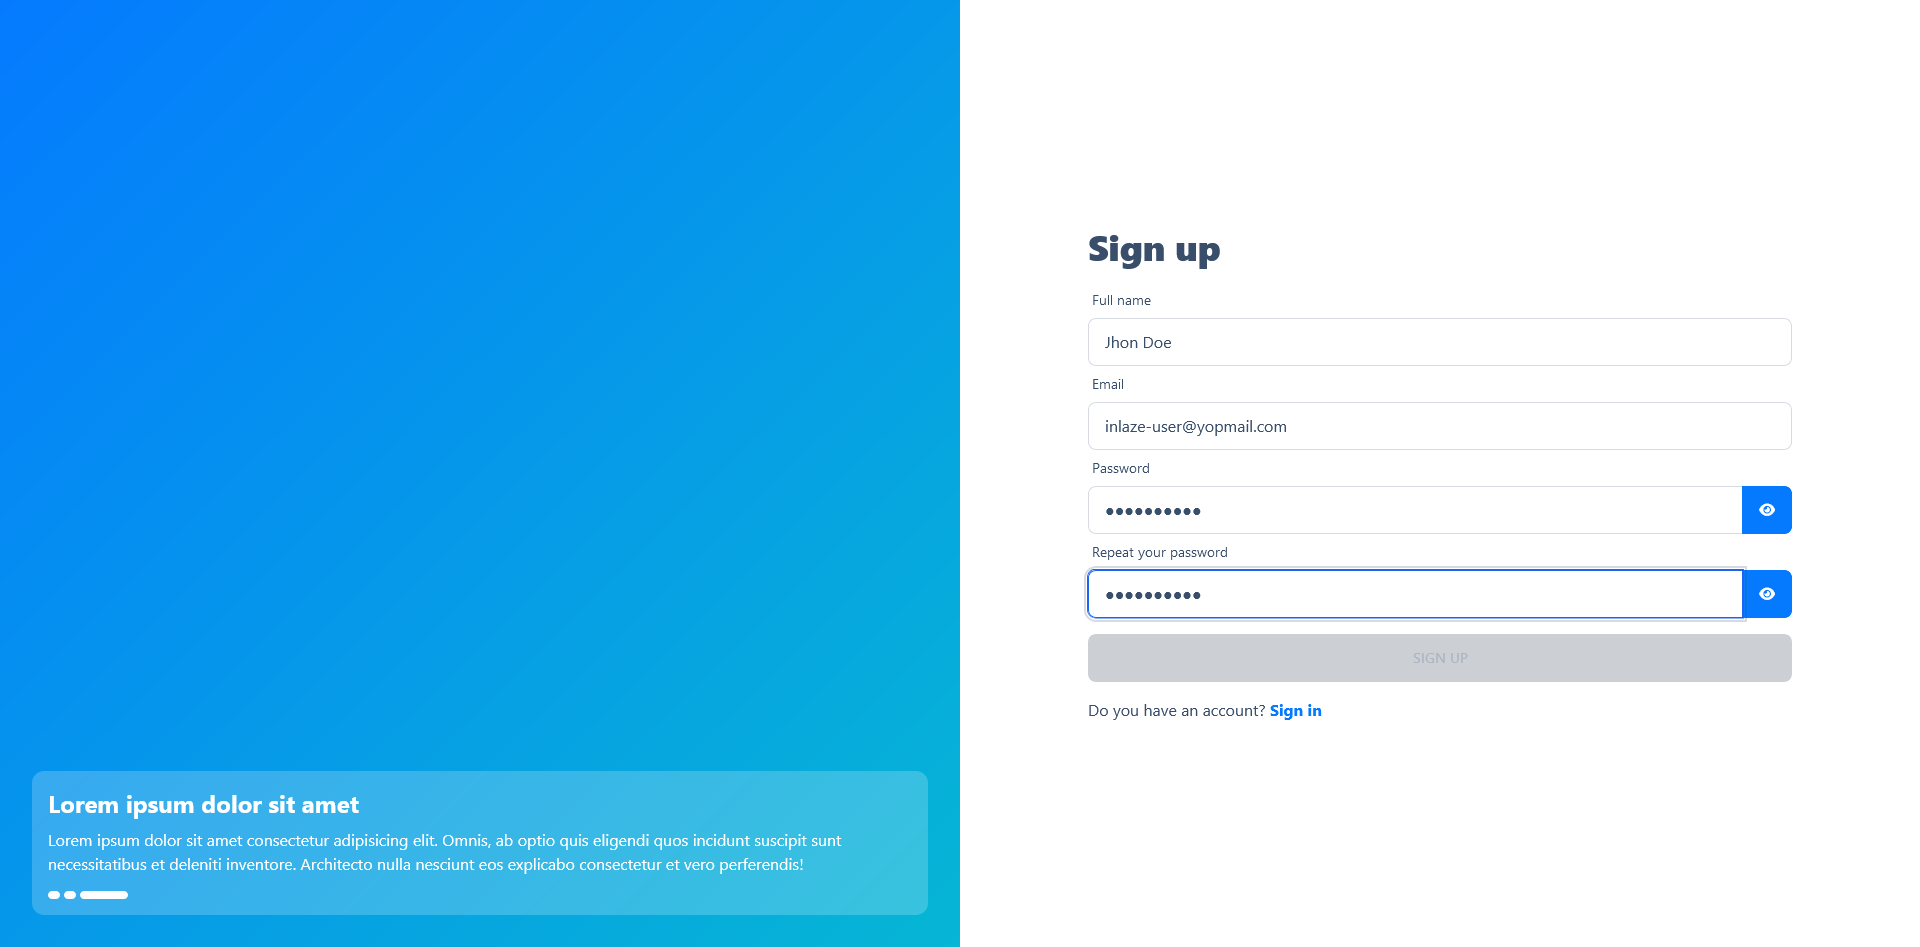 Sign up
Full name
Jhon Doe
Email
inlaze-user@yopmail.com
Password
●●●●●●●●●●
Repeat your password
●●●●●●●●●●
SIGN UP
Do you have an account? Sign in
Lorem ipsum dolor sit amet
Lorem ipsum dolor sit amet consectetur adipisicing elit. Omnis, ab optio quis eligendi quos incidunt suscipit sunt
necessitatibus et deleniti inventore. Architecto nulla nesciunt eos explicabo consectetur et vero perferendis!